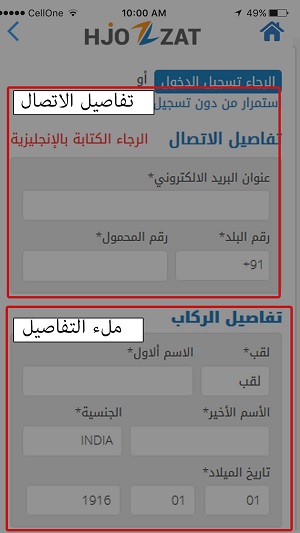 CellOne 10:00 AM 49%
HJOZZAT
الرجاء تسجيل الدخول أو
ستمرار من دون تسجيل
تفاصيل الاتصال
تفاصيل الاتصال الرجاء الكتابة بالإنجليزية
عنوان البريد الالكتروني*
رقم البلد* رقم المحمول*
+91
تفاصيل الركاب
ملء التفاصيل
لقب* الاسم ألاول*
لقب
الأسم الأخير* الجنسية*
INDIA
تاريخ الميلاد*
01 01 1916